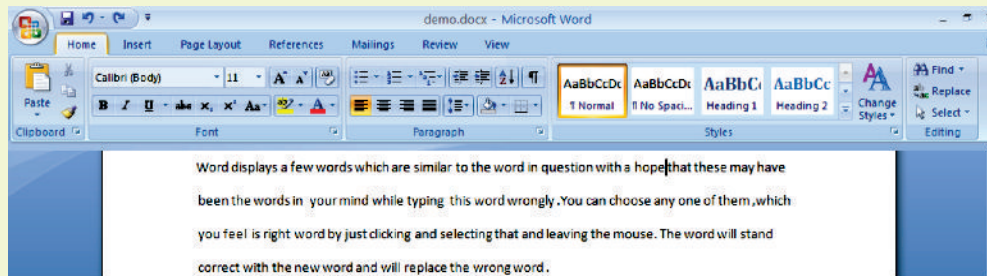 demo.docx - Microsoft Word
Home Insert Page Layout References Mailings Review View
Calibri (Body) 11 A A Aa
Paste B I U abc x, x² Aa A
AaBbCcDc AaBbCcDc AaBbC AaBbCc A
¶ Normal ¶ No Spaci... Heading 1 Heading 2 Change Styles
Find
Replace
Select
Clipboard Font Paragraph Styles Editing
Word displays a few words which are similar to the word in question with a hope that these may have
been the words in your mind while typing this word wrongly .You can choose any one of them ,which
you feel is right word by just clicking and selecting that and leaving the mouse. The word will stand
correct with the new word and will replace the wrong word .